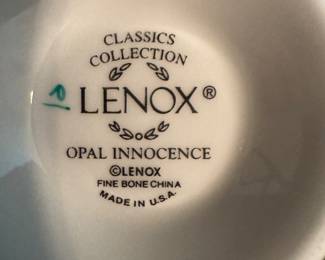 CLASSICS
COLLECTION
LENOX®
OPAL INNOCENCE
©LENOX
FINE BONE CHINA
MADE IN U.S.A.